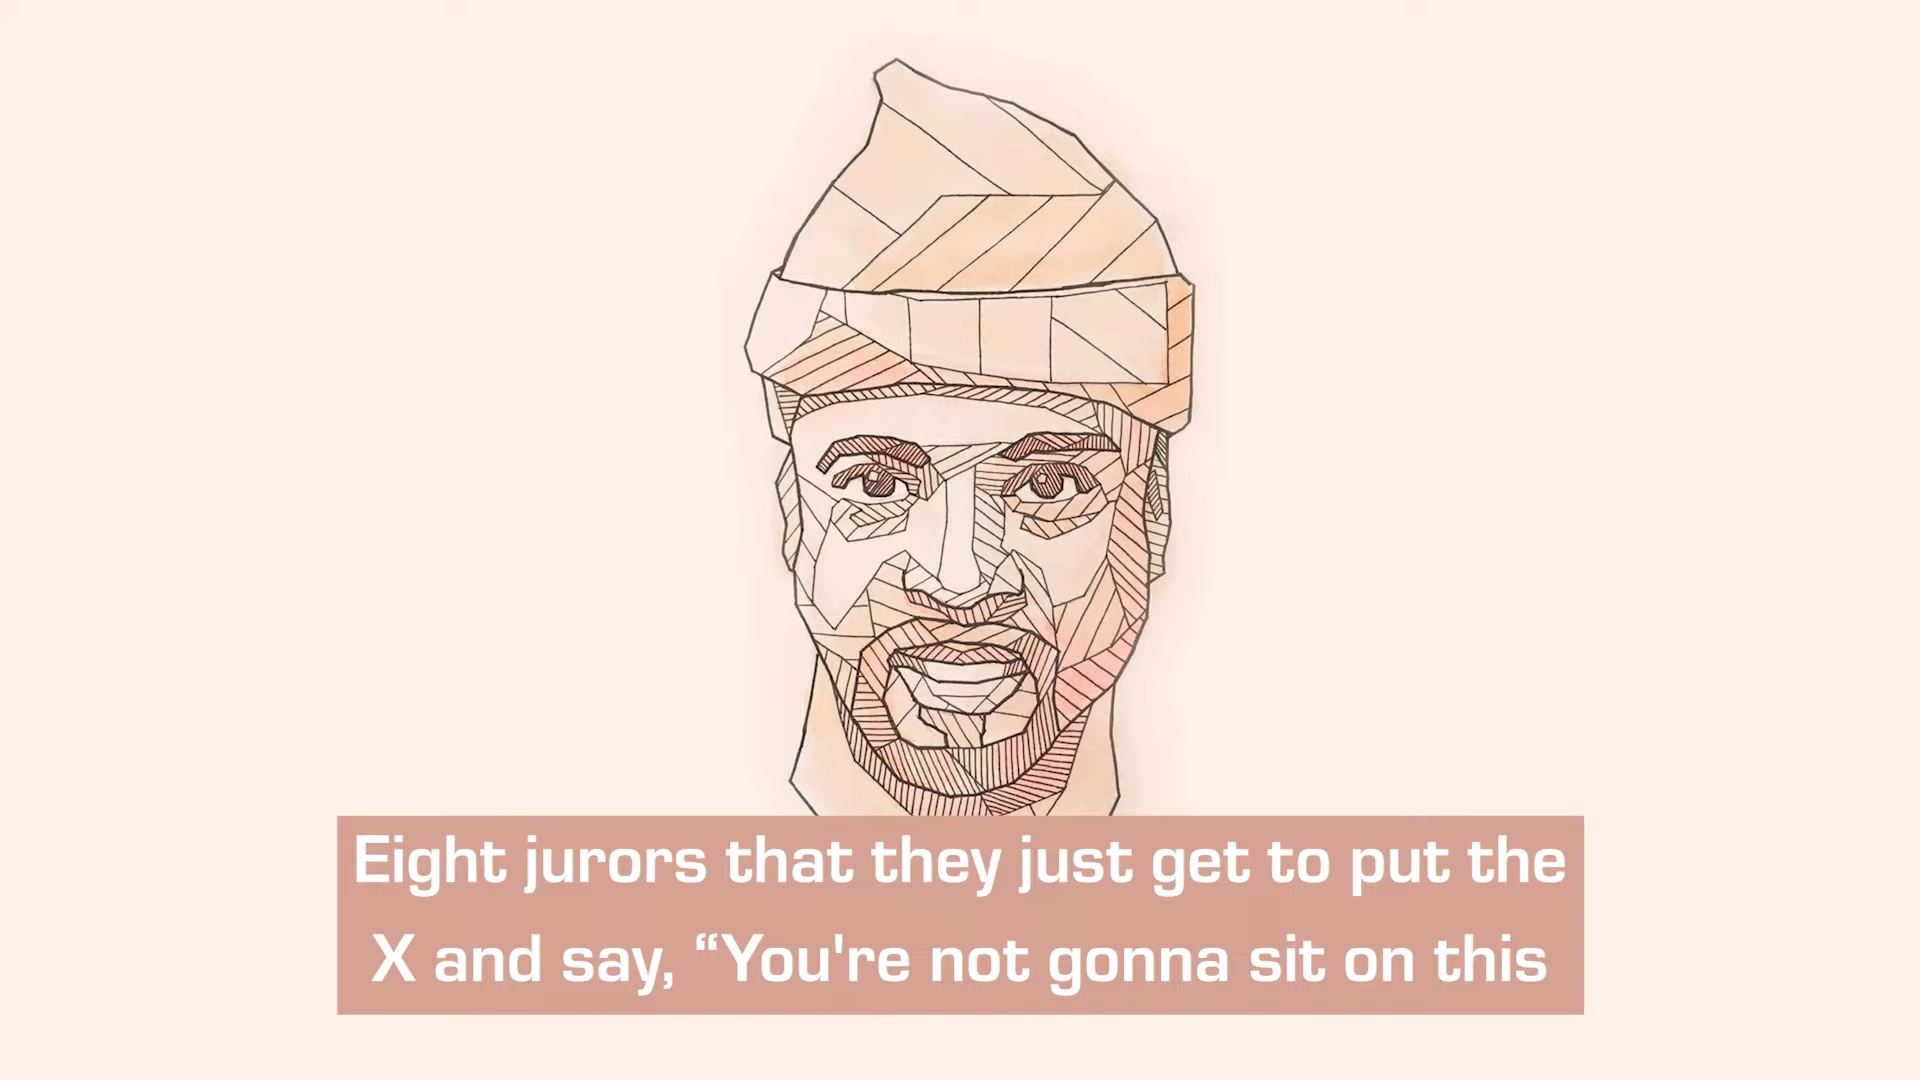 Eight jurors that they just get to put the
X and say, “You're not gonna sit on this